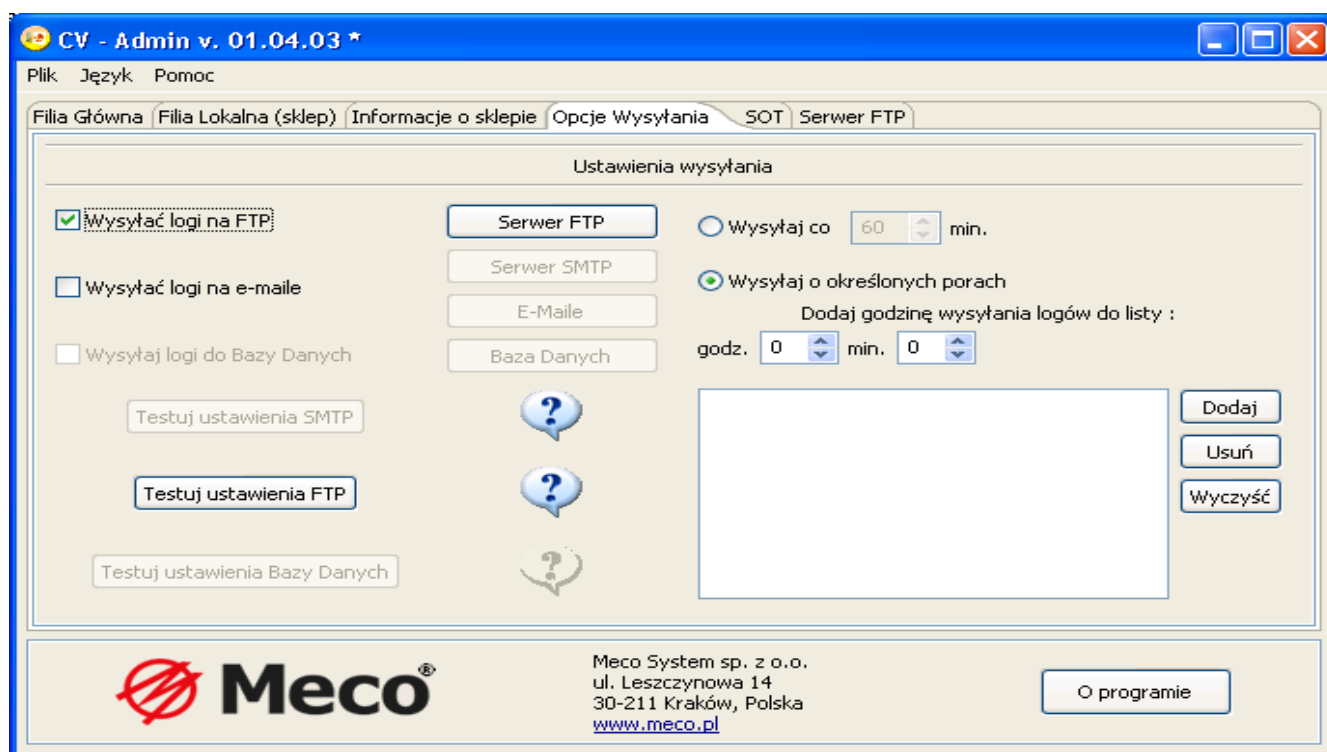 CV - Admin v. 01.04.03 *
Plik Język Pomoc
Filia Główna Filia Lokalna (sklep) Informacje o sklepie Opcje Wysyłania SOT Serwer FTP
Ustawienia wysyłania
Wysyłać logi na FTP
Serwer FTP
Wysyłaj co 60 min.
Serwer SMTP
Wysyłać logi na e-maile
Wysyłaj o określonych porach
E-Maile
Dodaj godzinę wysyłania logów do listy :
Wysyłaj logi do Bazy Danych
Baza Danych
godz. 0 min. 0
Testuj ustawienia SMTP
?
Dodaj
Usuń
Testuj ustawienia FTP
?
Wyczyść
Testuj ustawienia Bazy Danych
?
Meco®
Meco System sp. z o.o.
ul. Leszczynowa 14
30-211 Kraków, Polska
www.meco.pl
O programie